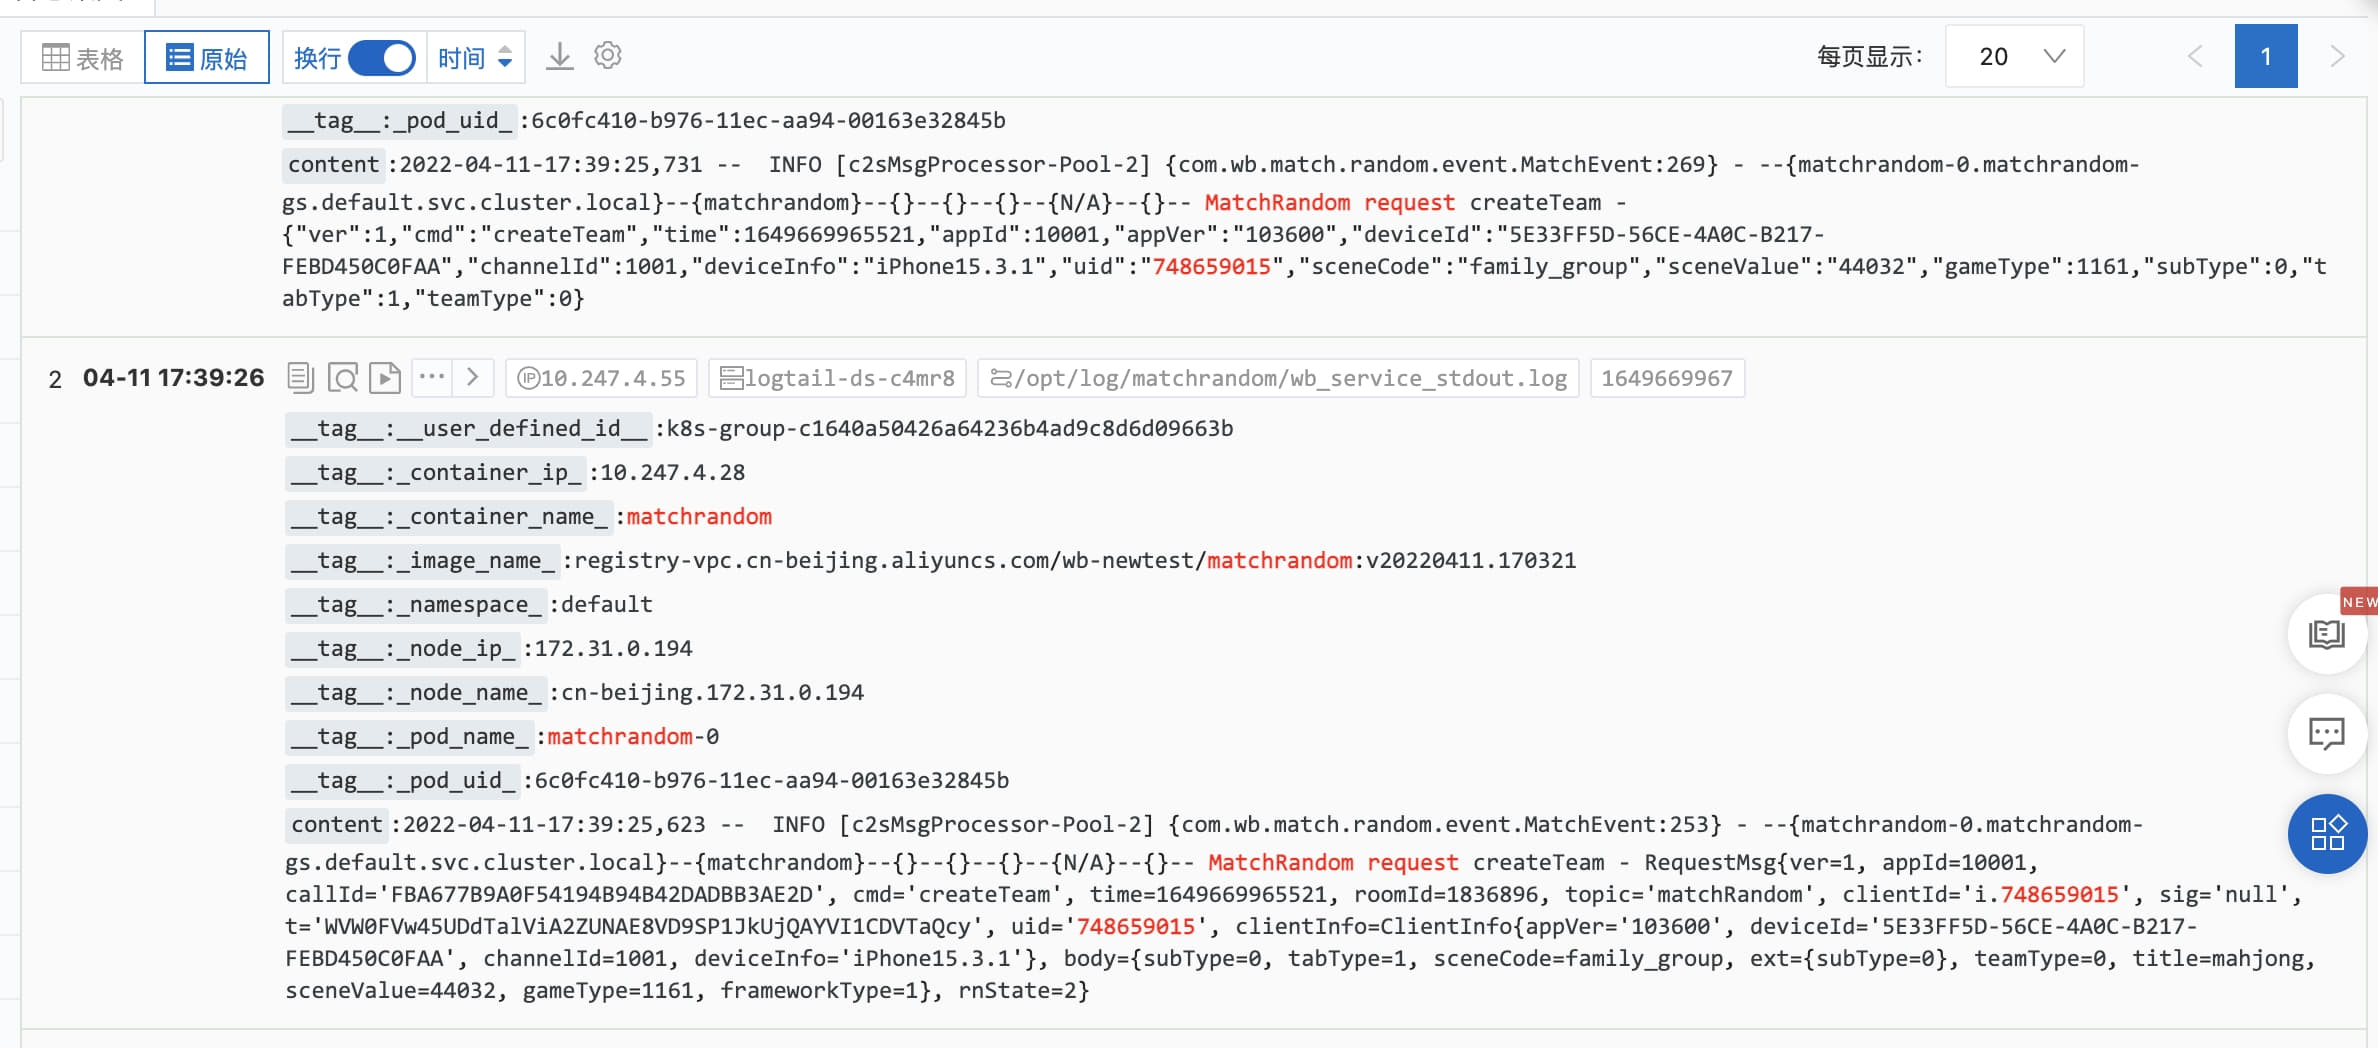 表格 原始 换行 时间 每页显示： 20 1
__tag__:_pod_uid_:6c0fc410-b976-11ec-aa94-00163e32845b
content:2022-04-11-17:39:25,731 --  INFO [c2sMsgProcessor-Pool-2] {com.wb.match.random.event.MatchEvent:269} - --{matchrandom-0.matchrandom-
gs.default.svc.cluster.local}--{matchrandom}--{}--{}--{}--{N/A}--{}-- MatchRandom request createTeam -
{"ver":1,"cmd":"createTeam","time":1649669965521,"appId":10001,"appVer":"103600","deviceId":"5E33FF5D-56CE-4A0C-B217-
FEBD450C0FAA","channelId":1001,"deviceInfo":"iPhone15.3.1","uid":"748659015","sceneCode":"family_group","sceneValue":"44032","gameType":1161,"subType":0,"t
abType":1,"teamType":0}
2 04-11 17:39:26 ··· IP 10.247.4.55 logtail-ds-c4mr8 /opt/log/matchrandom/wb_service_stdout.log 1649669967
__tag__:__user_defined_id__:k8s-group-c1640a50426a64236b4ad9c8d6d09663b
__tag__:_container_ip_:10.247.4.28
__tag__:_container_name_:matchrandom
__tag__:_image_name_:registry-vpc.cn-beijing.aliyuncs.com/wb-newtest/matchrandom:v20220411.170321
__tag__:_namespace_:default
NEW
__tag__:_node_ip_:172.31.0.194
__tag__:_node_name_:cn-beijing.172.31.0.194
__tag__:_pod_name_:matchrandom-0
__tag__:_pod_uid_:6c0fc410-b976-11ec-aa94-00163e32845b
content:2022-04-11-17:39:25,623 --  INFO [c2sMsgProcessor-Pool-2] {com.wb.match.random.event.MatchEvent:253} - --{matchrandom-0.matchrandom-
gs.default.svc.cluster.local}--{matchrandom}--{}--{}--{}--{N/A}--{}-- MatchRandom request createTeam - RequestMsg{ver=1, appId=10001,
callId='FBA677B9A0F54194B94B42DADBB3AE2D', cmd='createTeam', time=1649669965521, roomId=1836896, topic='matchRandom', clientId='i.748659015', sig='null',
t='WVW0FVw45UDdTalViA2ZUNAE8VD9SP1JkUjQAYVI1CDVTaQcy', uid='748659015', clientInfo=ClientInfo{appVer='103600', deviceId='5E33FF5D-56CE-4A0C-B217-
FEBD450C0FAA', channelId=1001, deviceInfo='iPhone15.3.1'}, body={subType=0, tabType=1, sceneCode=family_group, ext={subType=0}, teamType=0, title=mahjong,
sceneValue=44032, gameType=1161, frameworkType=1}, rnState=2}